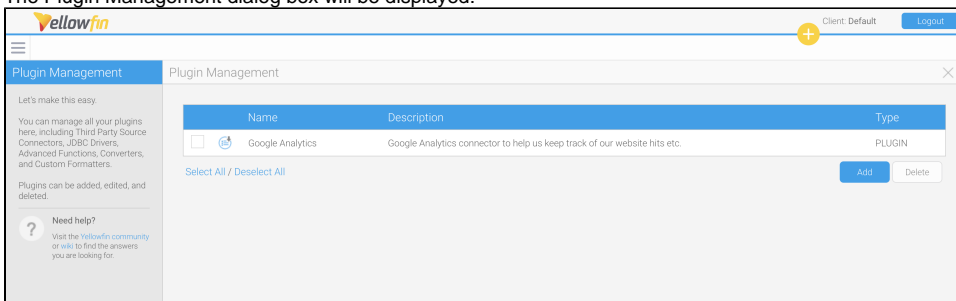 The Plugin Management dialog box will be displayed.
Yellowfin
Client: Default
Logout
Plugin Management
Plugin Management
Let's make this easy.
You can manage all your plugins
here, including Third Party Source
Connectors, JDBC Drivers,
Advanced Functions, Converters,
and Custom Formatters.
Plugins can be added, edited, and
deleted.
?
Need help?
Visit the Yellowfin community
or wiki to find the answers
you are looking for.
Name Description Type
Google Analytics Google Analytics connector to help us keep track of our website hits etc. PLUGIN
Select All / Deselect All
Add
Delete